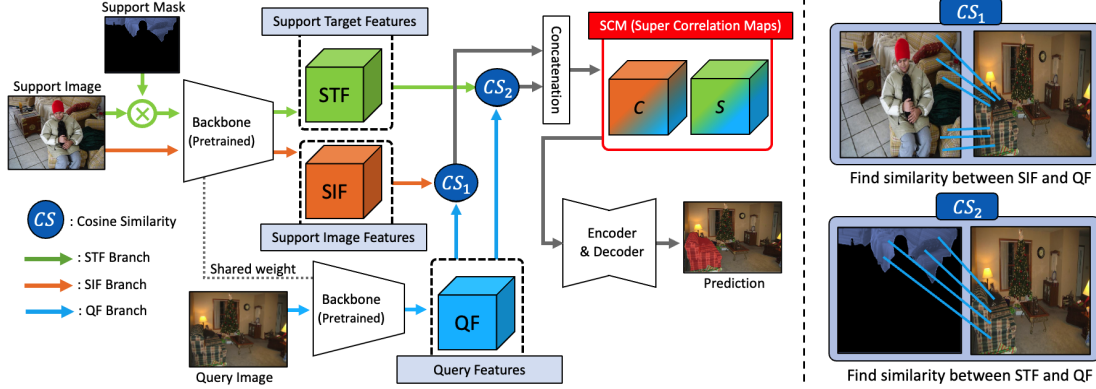 Support Mask
Support Target Features
SCM (Super Correlation Maps)
CS1
Support Image
STF
CS2
Concatenation
C
S
Backbone
(Pretrained)
SIF
CS1
Find similarity between SIF and QF
CS2
CS
: Cosine Similarity
Support Image Features
Encoder
& Decoder
: STF Branch
Shared weight
Prediction
: SIF Branch
Backbone
(Pretrained)
QF
: QF Branch
Query Image
Query Features
Find similarity between STF and QF